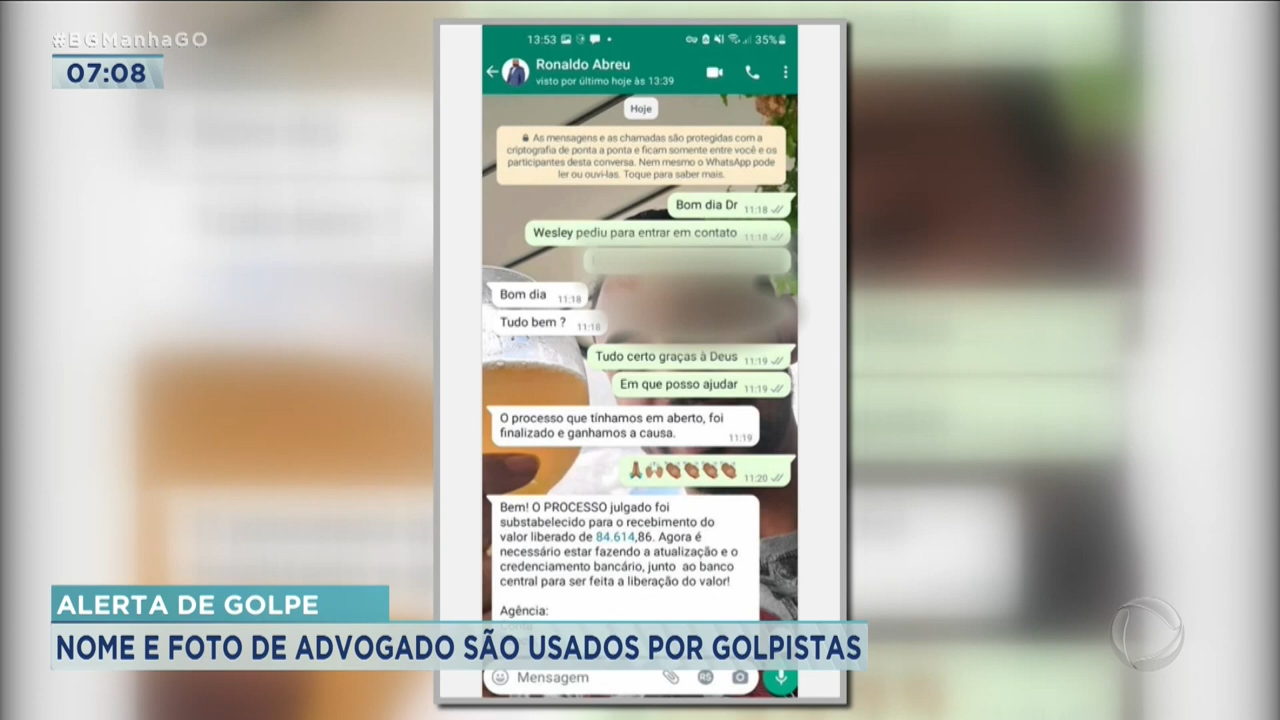 #BGManhaGO
07:08
13:53
35%
Ronaldo Abreu
visto por último hoje às 13:39
Hoje
As mensagens e as chamadas são protegidas com a
criptografia de ponta a ponta e ficam somente entre você e os
participantes desta conversa. Nem mesmo o WhatsApp pode
ler ou ouvi-las. Toque para saber mais.
Bom dia Dr 11:18
Wesley pediu para entrar em contato 11:18
Bom dia 11:18
Tudo bem ? 11:18
Tudo certo graças à Deus 11:19
Em que posso ajudar 11:19
O processo que tínhamos em aberto, foi
finalizado e ganhamos a causa. 11:19
🙏🏾🙌🏾👏🏾👏🏾👏🏾👏🏾 11:20
Bem! O PROCESSO julgado foi
substabelecido para o recebimento do
valor liberado de 84.614,86. Agora é
necessário estar fazendo a atualização e o
credenciamento bancário, junto ao banco
central para ser feita a liberação do valor!
Agência:
ALERTA DE GOLPE
NOME E FOTO DE ADVOGADO SÃO USADOS POR GOLPISTAS
Mensagem
R$